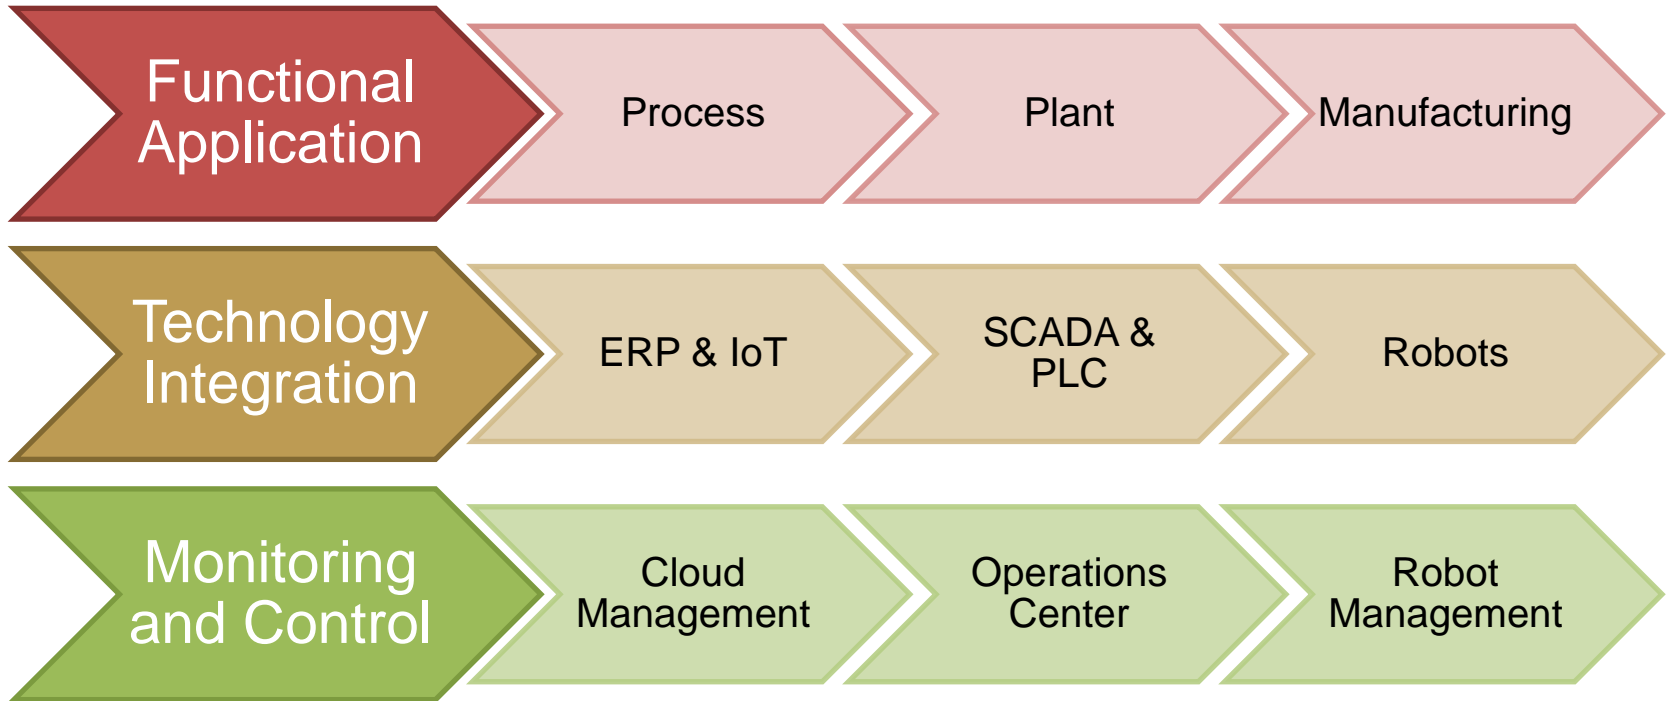 Functional
Application
Process
Plant
Manufacturing
Technology
Integration
ERP & IoT
SCADA &
PLC
Robots
Monitoring
and Control
Cloud
Management
Operations
Center
Robot
Management